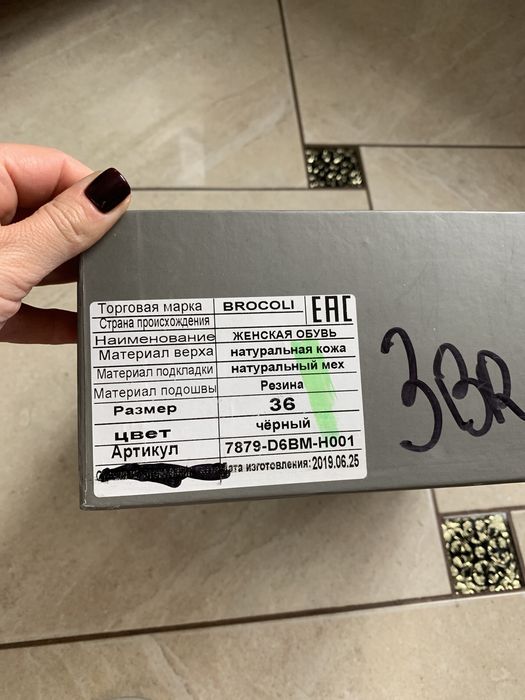 Торговая марка BROCOLI EAC
Страна происхождения
Наименование ЖЕНСКАЯ ОБУВЬ
Материал верха натуральная кожа
Материал подкладки натуральный мех
Материал подошвы Резина
Размер 36
цвет чёрный
Артикул 7879-D6BM-H001
ата изготовления: 2019.06.25